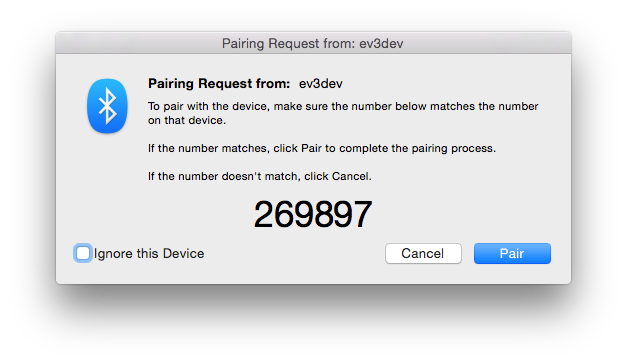 Pairing Request from: ev3dev
Pairing Request from: ev3dev
To pair with the device, make sure the number below matches the number
on that device.
If the number matches, click Pair to complete the pairing process.
If the number doesn't match, click Cancel.
269897
Ignore this Device
Cancel
Pair